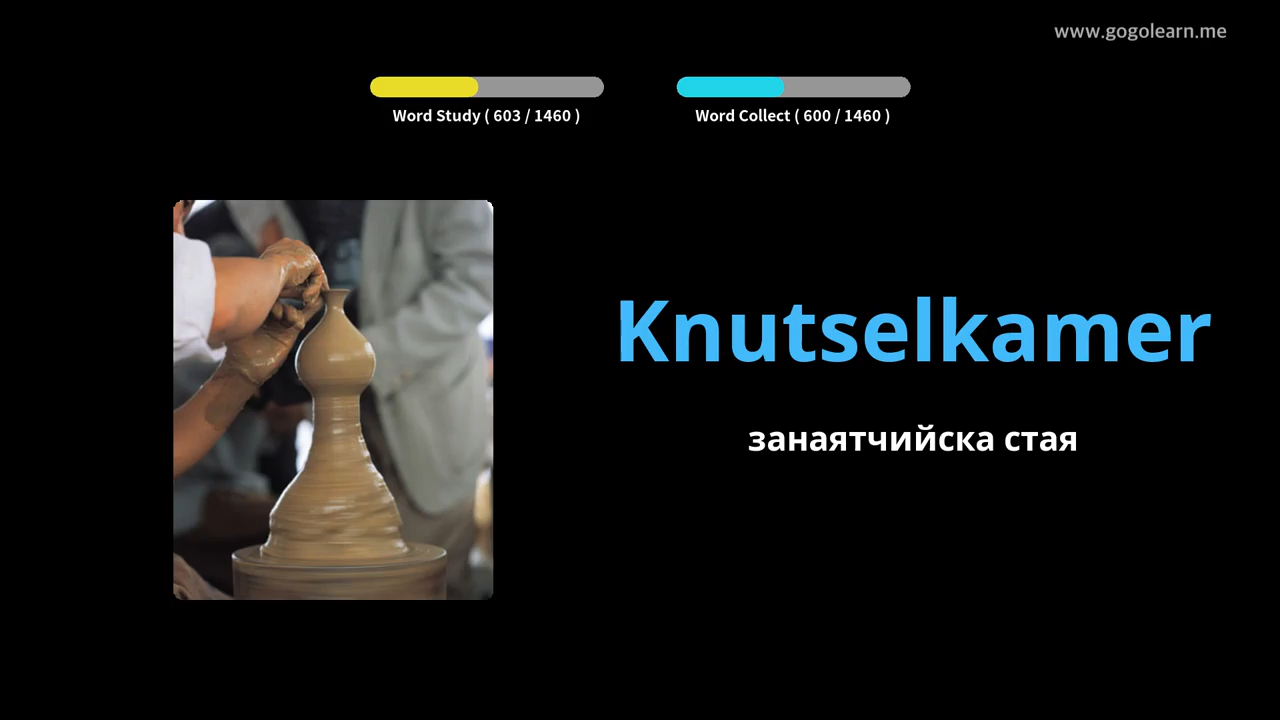 www.gogolearn.me
Word Study ( 603 / 1460 )
Word Collect ( 600 / 1460 )
Knutselkamer
занаятчийска стая